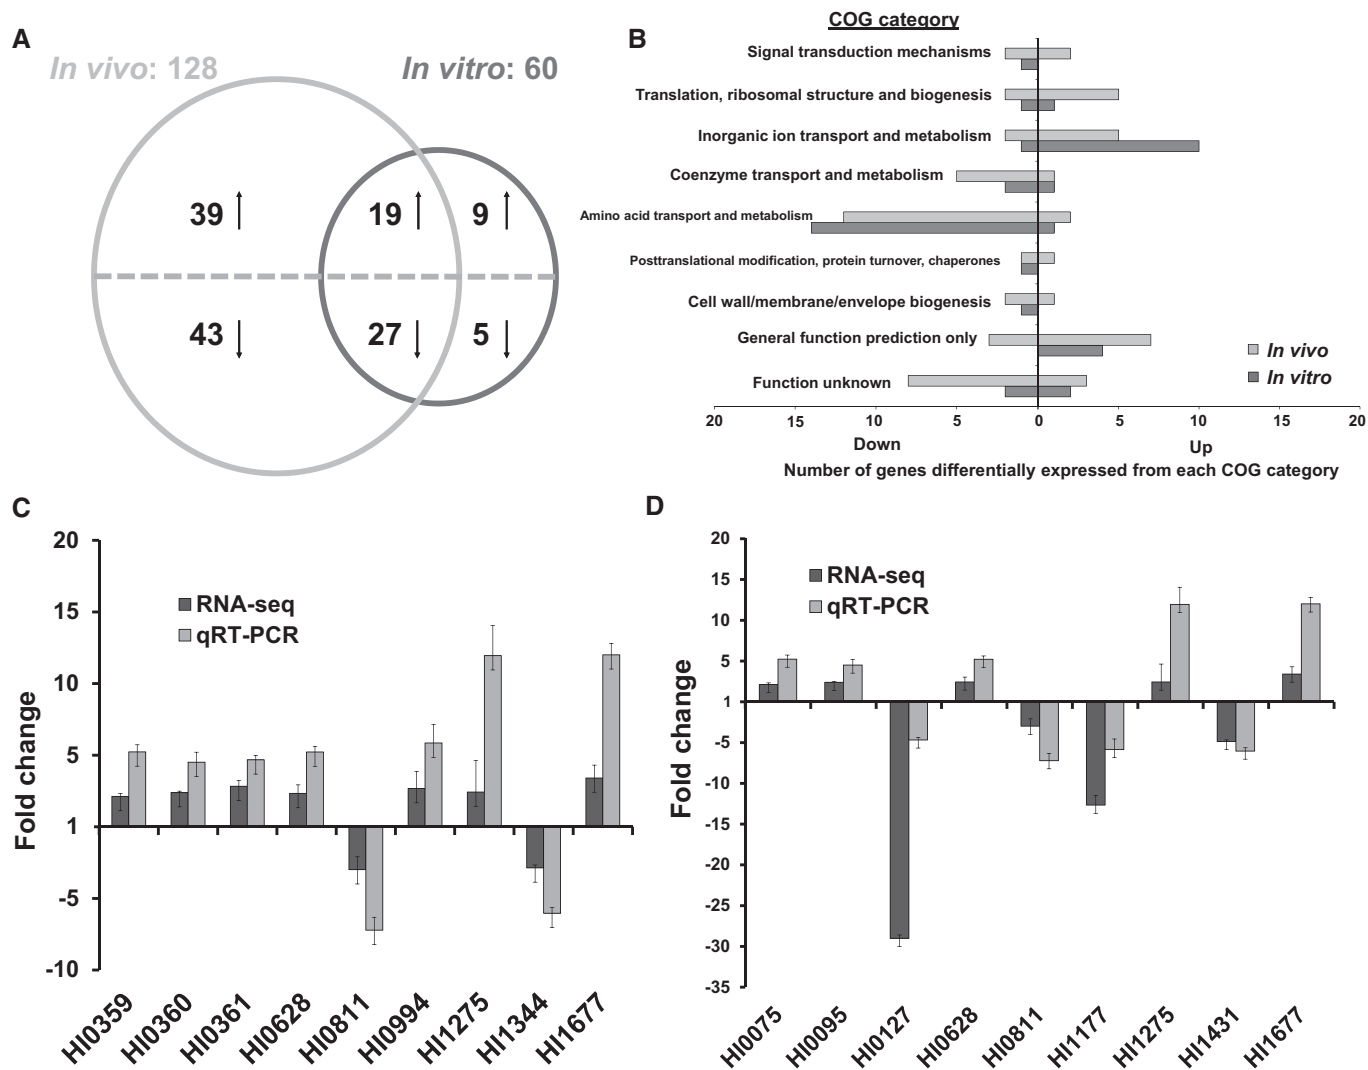 A
In vivo: 128
In vitro: 60
39
19
9
43
27
5
B
COG category
Signal transduction mechanisms
Translation, ribosomal structure and biogenesis
Inorganic ion transport and metabolism
Coenzyme transport and metabolism
Amino acid transport and metabolism
Posttranslational modification, protein turnover, chaperones
Cell wall/membrane/envelope biogenesis
General function prediction only
Function unknown
In vivo
In vitro
20 15 10 5 0 5 10 15 20
Down
Up
Number of genes differentially expressed from each COG category
C
Fold change
20
15
10
5
1
-5
-10
RNA-seq
qRT-PCR
HI0359 HI0360 HI0361 HI0628 HI0811 HI0994 HI1275 HI1344 HI1677
D
Fold change
20
15
10
5
1
-5
-10
-15
-20
-25
-30
-35
RNA-seq
qRT-PCR
HI0075 HI0095 HI0127 HI0628 HI0811 HI1177 HI1275 HI1431 HI1677